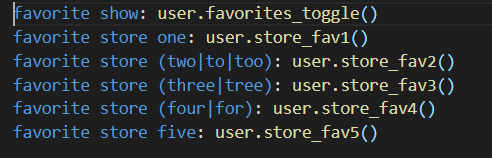 favorite show: user.favorites_toggle()
favorite store one: user.store_fav1()
favorite store (two|to|too): user.store_fav2()
favorite store (three|tree): user.store_fav3()
favorite store (four|for): user.store_fav4()
favorite store five: user.store_fav5()